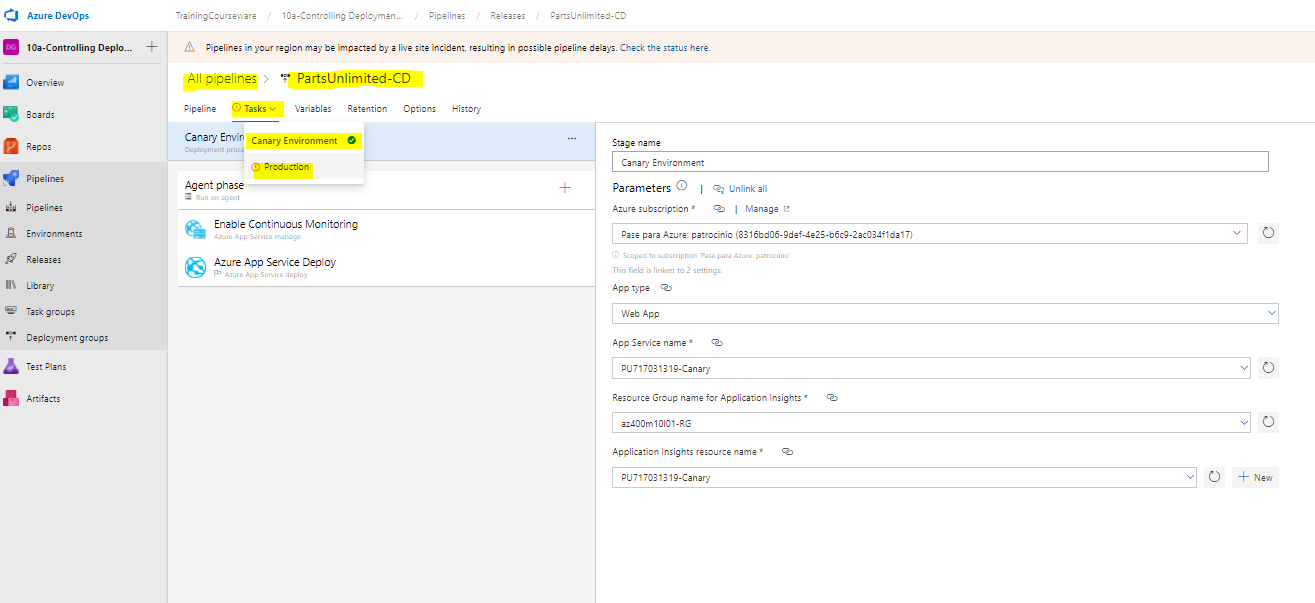 Azure DevOps
TrainingCourseware / 10a-Controlling Deploymen... / Pipelines / Releases / PartsUnlimited-CD
DG 10a-Controlling Deplo... +
Pipelines in your region may be impacted by a live site incident, resulting in possible pipeline delays. Check the status here.
Overview
Boards
Repos
Pipelines
Pipelines
Environments
Releases
Library
Task groups
Deployment groups
Test Plans
Artifacts
All pipelines > PartsUnlimited-CD
Pipeline Tasks Variables Retention Options History
Canary Envir
Deployment proce
...
Canary Environment
Production
Agent phase
Run on agent
Enable Continuous Monitoring
Azure App Service manage
Azure App Service Deploy
Azure App Service deploy
Stage name
Canary Environment
Parameters | Unlink all
Azure subscription * | Manage
Pase para Azure: patrocinio (8316bd06-9def-4e25-b6c9-2ac034f1da17)
Scoped to subscription 'Pase para Azure: patrocinio'
This field is linked to 2 settings.
App type
Web App
App Service name *
PU717031319-Canary
Resource Group name for Application Insights *
az400m10l01-RG
Application Insights resource name *
PU717031319-Canary
+ New